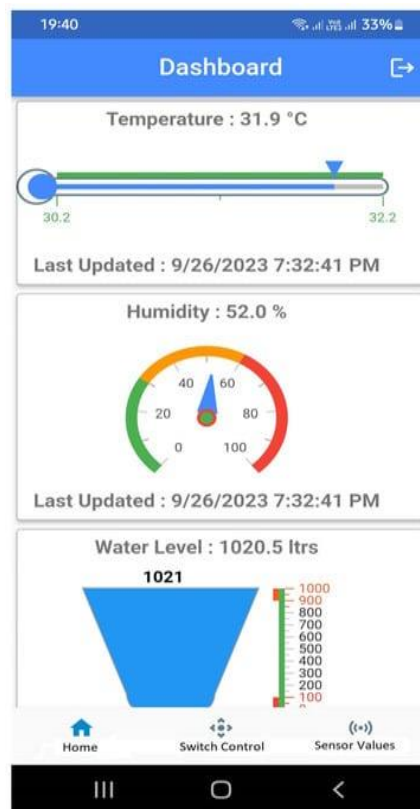 19:40
33%
Dashboard
Temperature : 31.9 °C
30.2
32.2
Last Updated : 9/26/2023 7:32:41 PM
Humidity : 52.0 %
0
20
40
60
80
100
Last Updated : 9/26/2023 7:32:41 PM
Water Level : 1020.5 ltrs
1021
1000
900
800
700
600
500
400
300
200
100
Home
Switch Control
Sensor Values